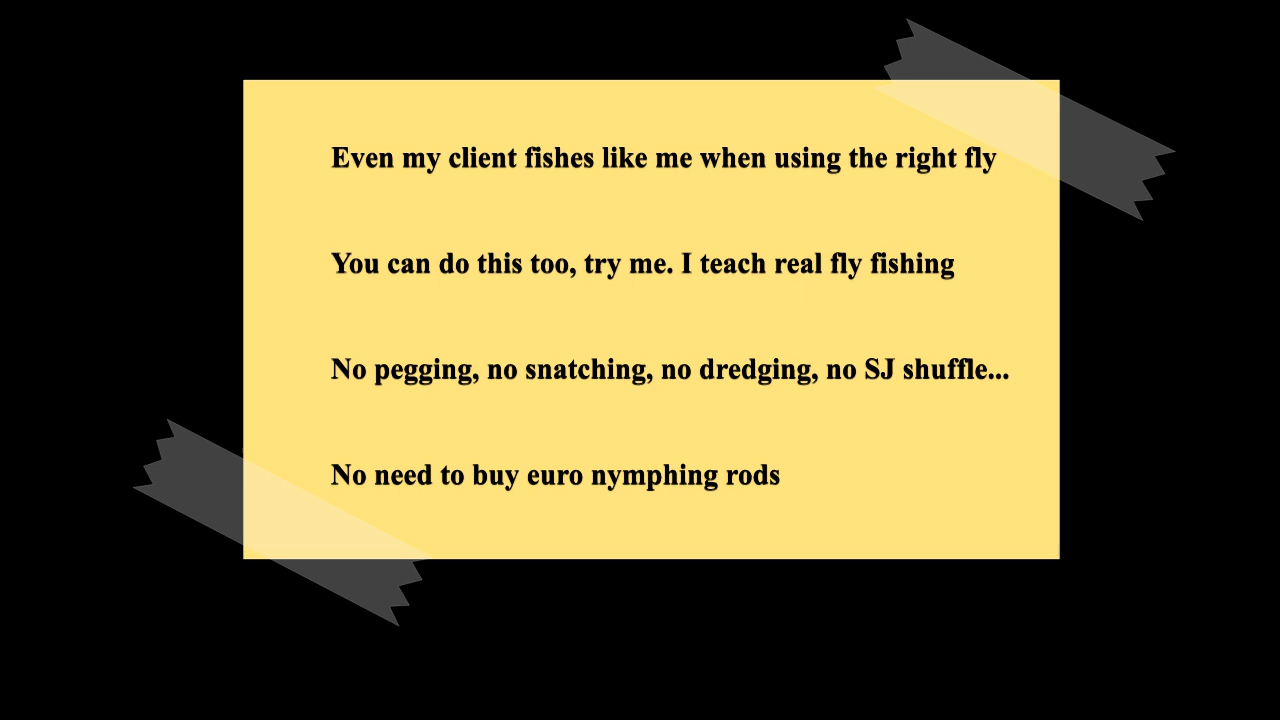 Even my client fishes like me when using the right fly
You can do this too, try me. I teach real fly fishing
No pegging, no snatching, no dredging, no SJ shuffle...
No need to buy euro nymphing rods